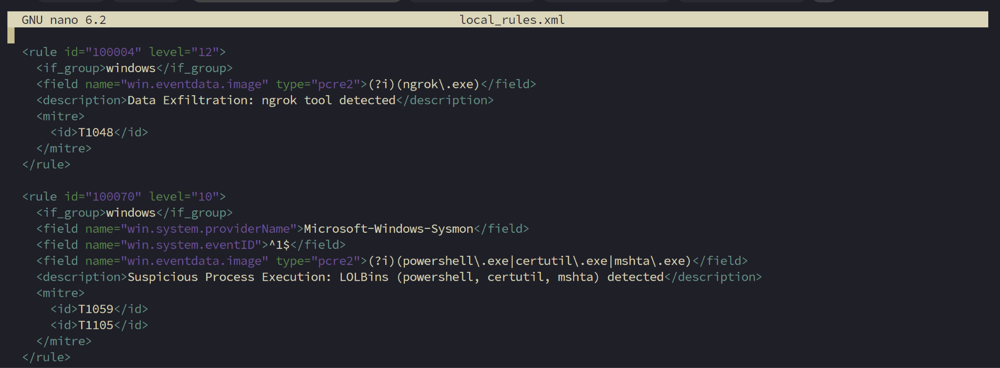 GNU nano 6.2 local_rules.xml
<rule id="100004" level="12">
<if_group>windows</if_group>
<field name="win.eventdata.image" type="pcre2">(?i)(ngrok\.exe)</field>
<description>Data Exfiltration: ngrok tool detected</description>
<mitre>
<id>T1048</id>
</mitre>
</rule>
<rule id="100070" level="10">
<if_group>windows</if_group>
<field name="win.system.providerName">Microsoft-Windows-Sysmon</field>
<field name="win.system.eventID">^1$</field>
<field name="win.eventdata.image" type="pcre2">(?i)(powershell\.exe|certutil\.exe|mshta\.exe)</field>
<description>Suspicious Process Execution: LOLBins (powershell, certutil, mshta) detected</description>
<mitre>
<id>T1059</id>
<id>T1105</id>
</mitre>
</rule>